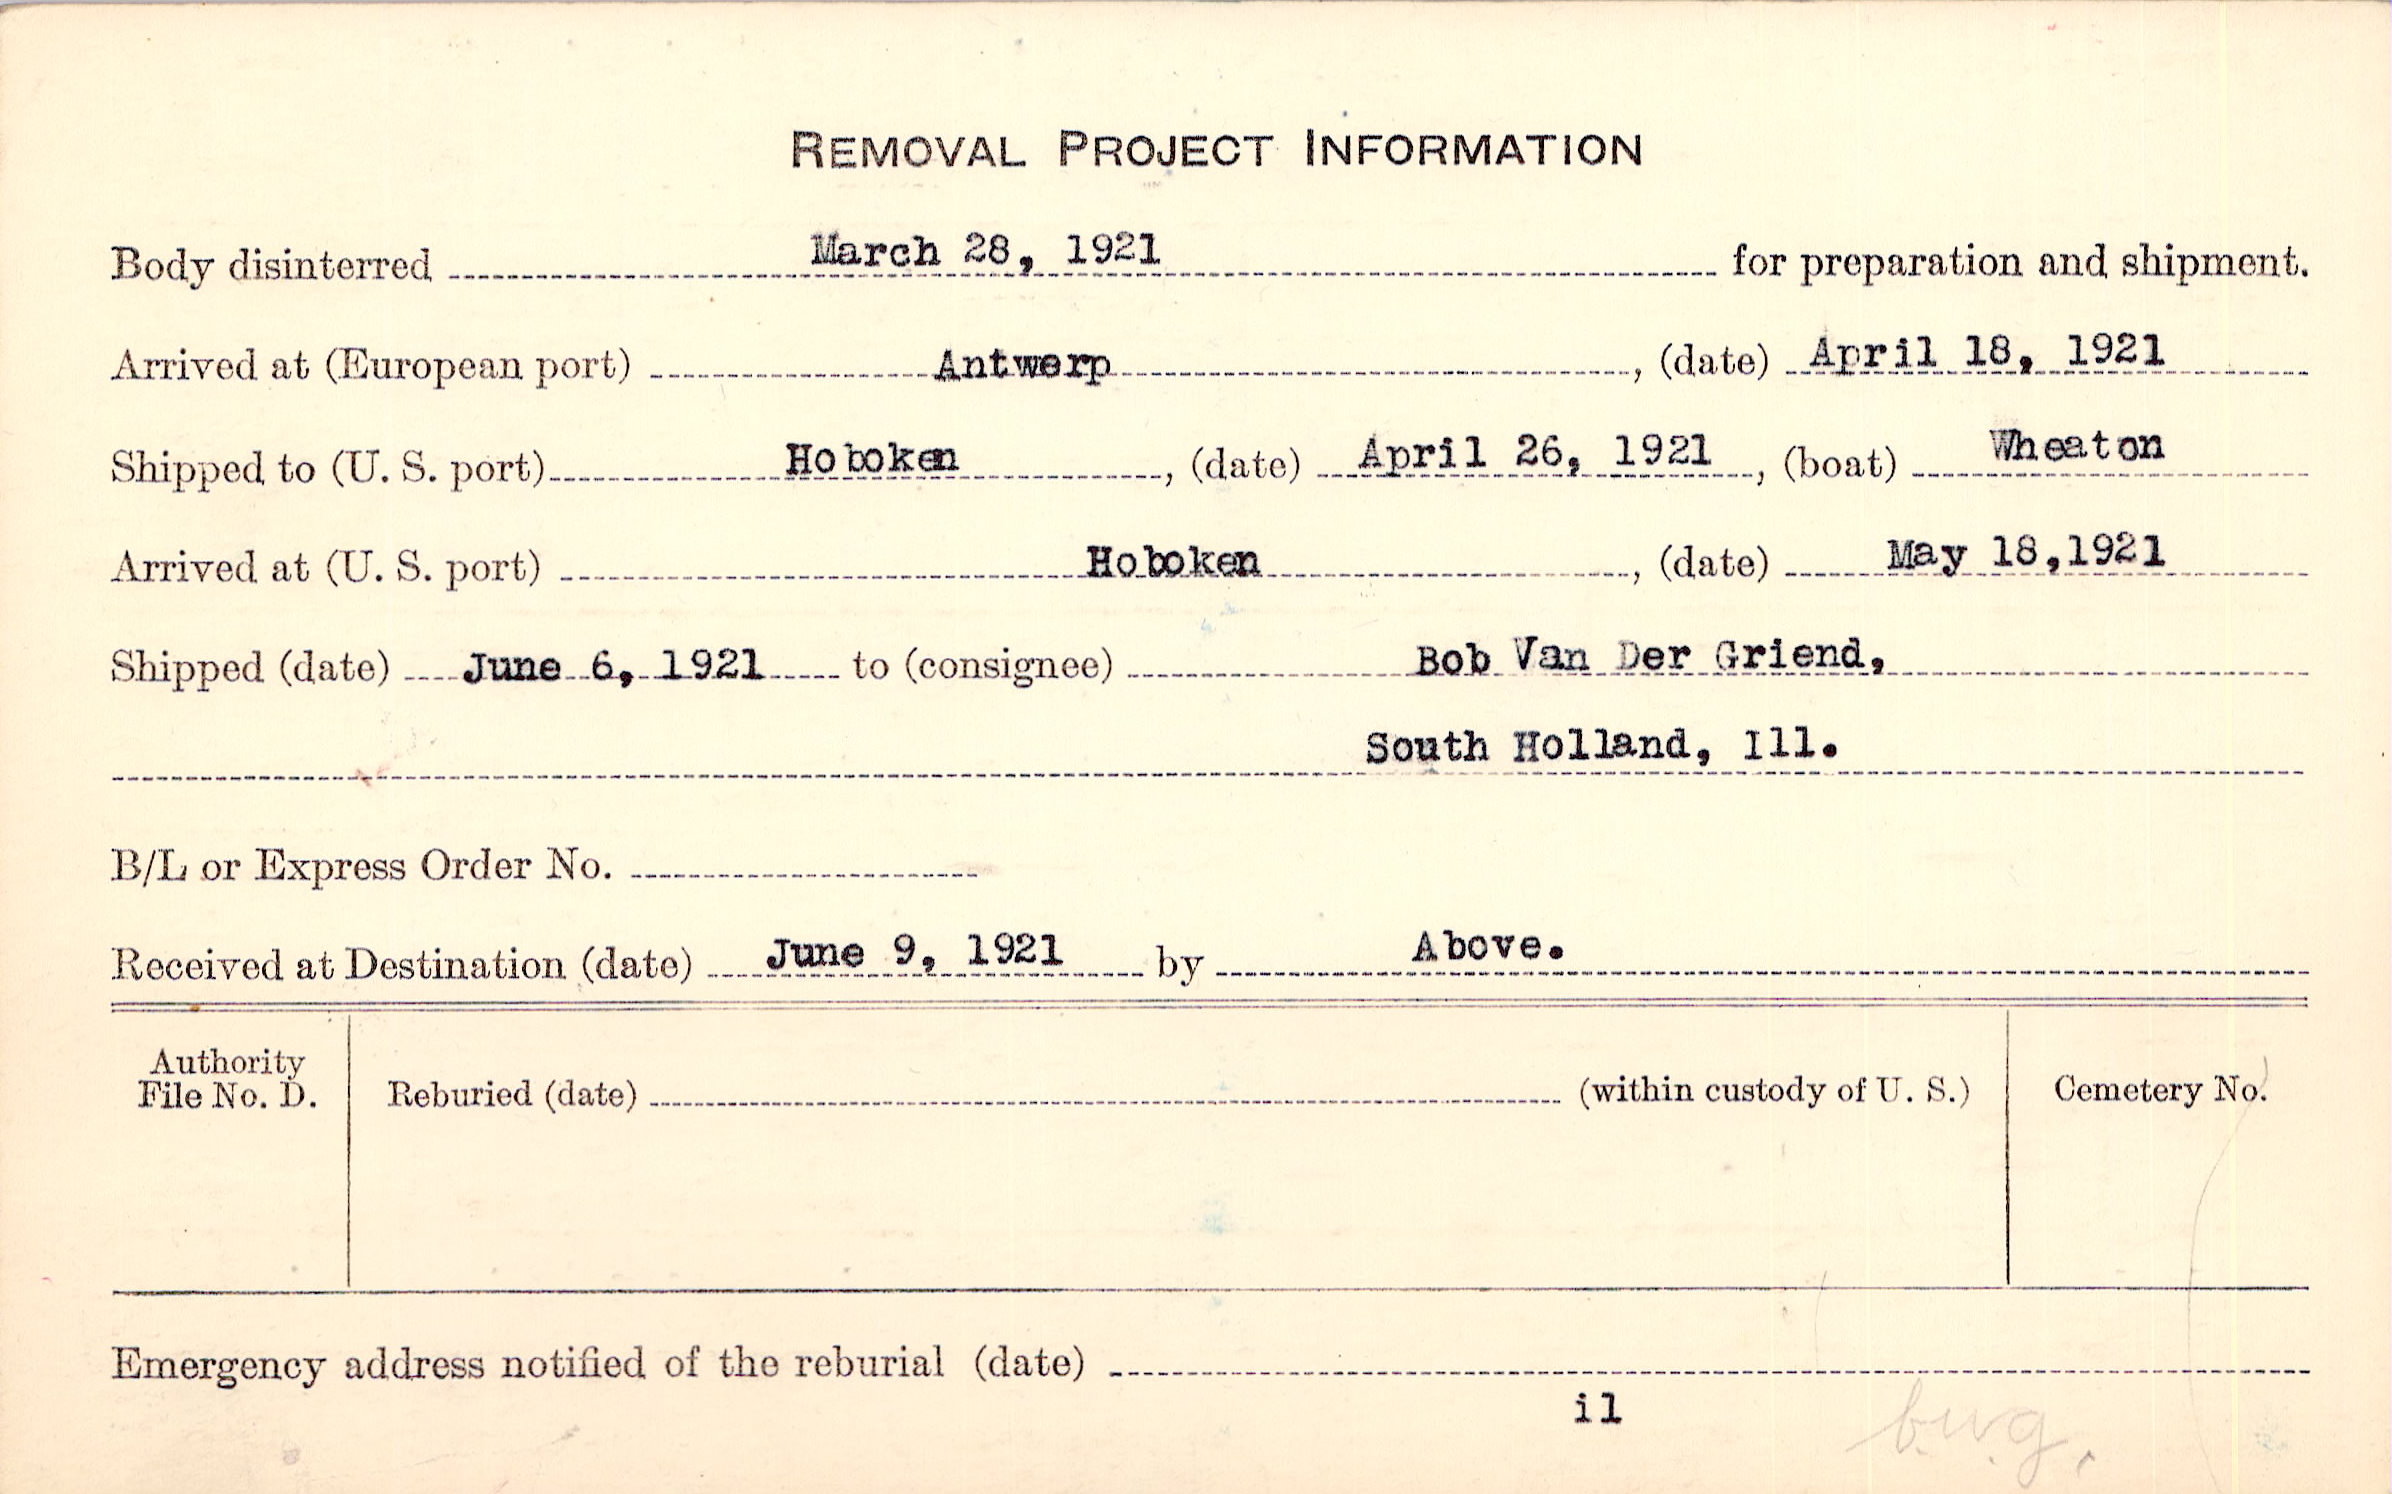 REMOVAL PROJECT INFORMATION
Body disinterred March 28, 1921 for preparation and shipment.
Arrived at (European port) Antwerp, (date) April 18, 1921
Shipped to (U. S. port) Hoboken, (date) April 26, 1921, (boat) Wheaton
Arrived at (U. S. port) Hoboken, (date) May 18,1921
Shipped (date) June 6, 1921 to (consignee) Bob Van Der Griend,
South Holland, Ill.
B/L or Express Order No.
Received at Destination (date) June 9, 1921 by Above.
Authority
File No. D.
Reburied (date) (within custody of U. S.)
Cemetery No.
Emergency address notified of the reburial (date)
il
b.w.g.